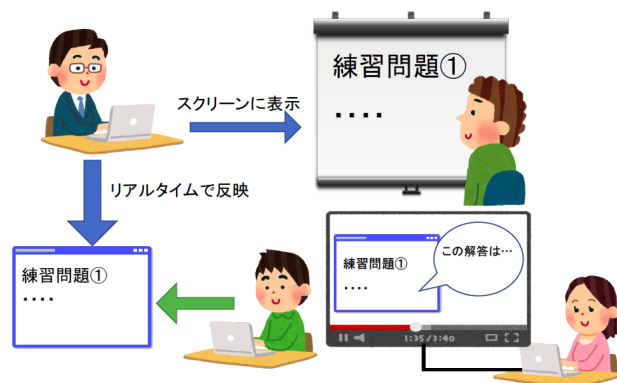 練習問題①
‥‥
スクリーンに表示
リアルタイムで反映
練習問題①
‥‥
練習問題①
‥‥
この解答は…
1:35/3:40